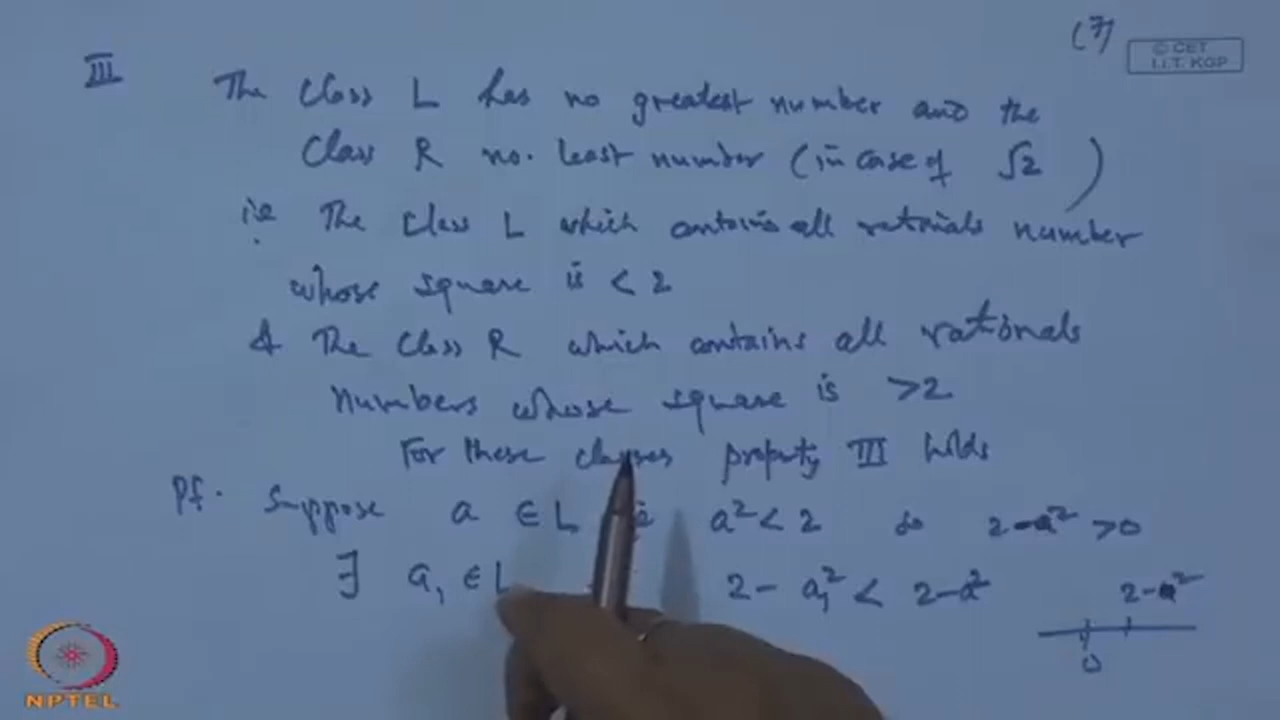 (7)
© CET
I.I.T. KGP
III The Class L has no greatest number and the
Class R no. least number (in case of √2)
i.e The Class L which contains all rationals number
whose square is < 2
& The Class R which contains all rationals
numbers whose square is >2
For these classes property III holds
Pf. Suppose a ∈ L a² < 2 so 2-a² >0
∃ a₁ ∈ L 2 - a₁² < 2-a²
2-a²
0
NPTEL